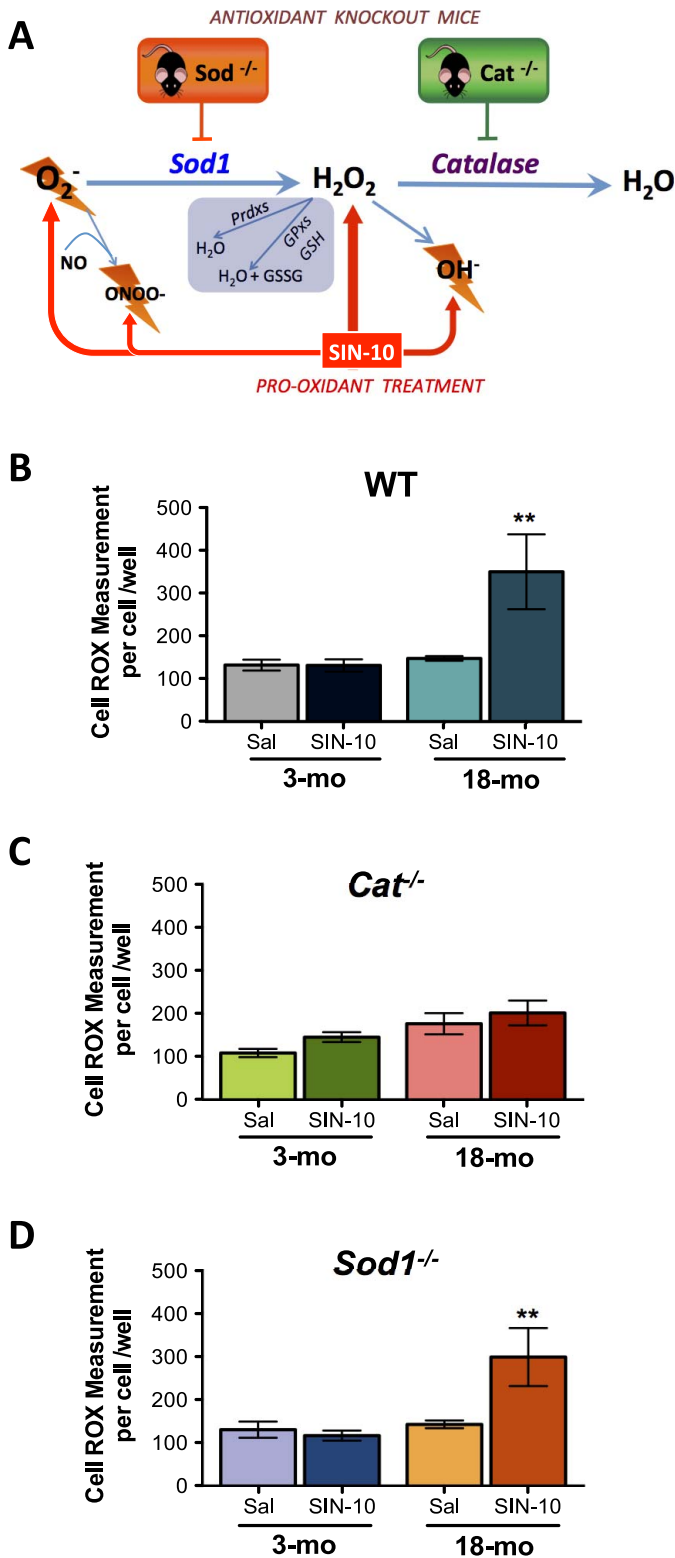 A
ANTIOXIDANT KNOCKOUT MICE
Sod -/-
Cat -/-
O2-
Sod1
H2O2
Catalase
H2O
Prdxs
GPxs
GSH
H2O
H2O + GSSG
NO
ONOO-
OH-
SIN-10
PRO-OXIDANT TREATMENT
B
WT
Cell ROX Measurement
per cell /well
500
400
300
200
100
0
**
Sal
SIN-10
Sal
SIN-10
3-mo
18-mo
C
Cat-/-
Cell ROX Measurement
per cell /well
500
400
300
200
100
0
Sal
SIN-10
Sal
SIN-10
3-mo
18-mo
D
Sod1-/-
Cell ROX Measurement
per cell /well
500
400
300
200
100
0
**
Sal
SIN-10
Sal
SIN-10
3-mo
18-mo